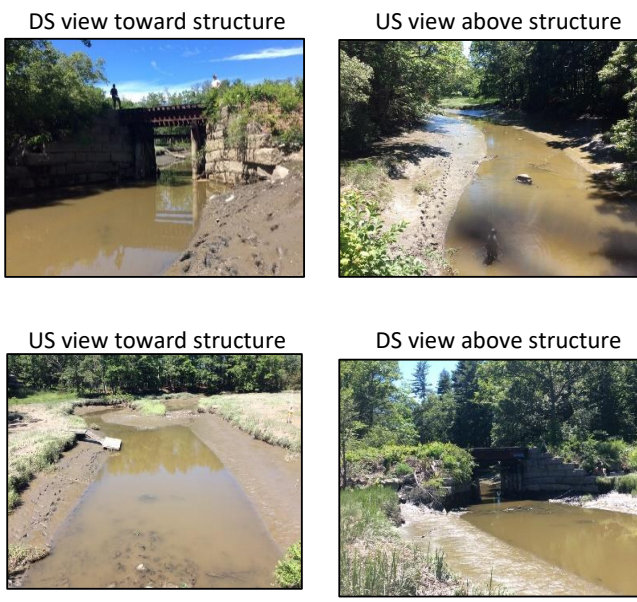 DS view toward structure
US view above structure
US view toward structure
DS view above structure